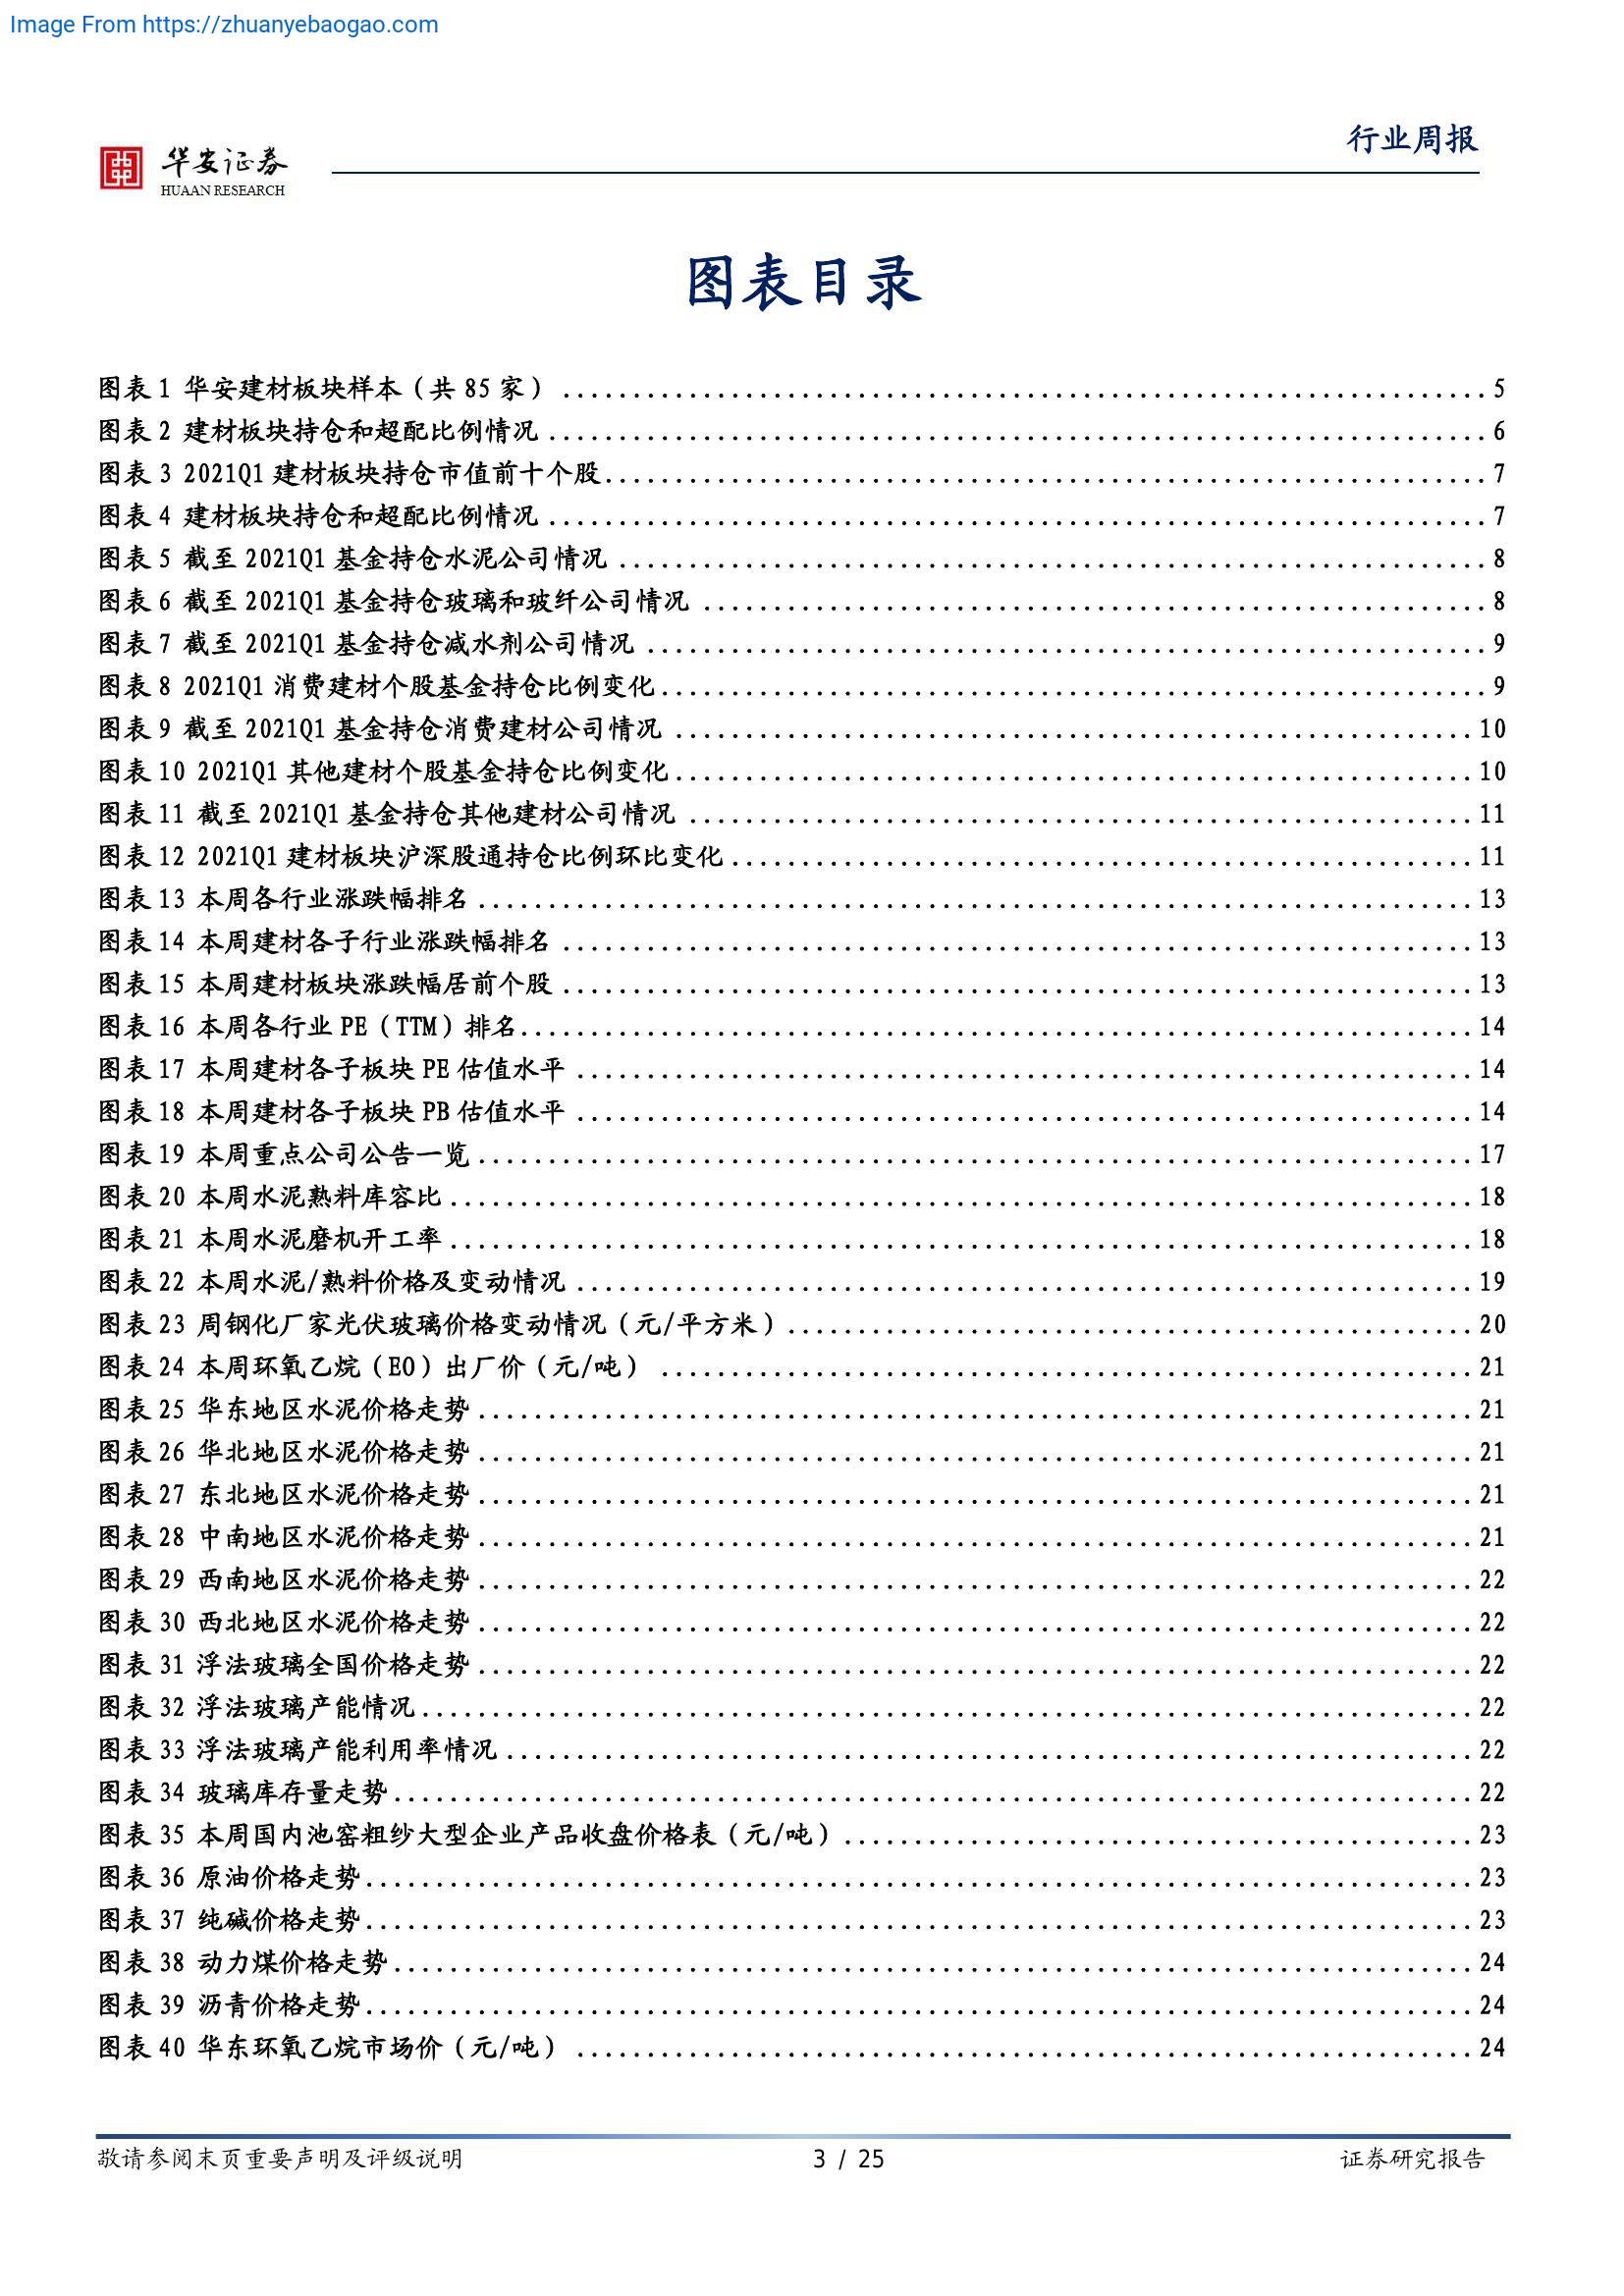 Image From https://zhuanyebaogao.com
行业周报
华安证券
HUAAN RESEARCH
图表目录
图表 1 华安建材板块样本（共 85 家） ........................................ 5
图表 2 建材板块持仓和超配比例情况 ........................................ 6
图表 3 2021Q1 建材板块持仓市值前十个股........................................ 7
图表 4 建材板块持仓和超配比例情况 ........................................ 7
图表 5 截至 2021Q1 基金持仓水泥公司情况 ........................................ 8
图表 6 截至 2021Q1 基金持仓玻璃和玻纤公司情况 ........................................ 8
图表 7 截至 2021Q1 基金持仓减水剂公司情况 ........................................ 9
图表 8 2021Q1 消费建材个股基金持仓比例变化........................................ 9
图表 9 截至 2021Q1 基金持仓消费建材公司情况 ........................................ 10
图表 10 2021Q1 其他建材个股基金持仓比例变化........................................ 10
图表 11 截至 2021Q1 基金持仓其他建材公司情况 ........................................ 11
图表 12 2021Q1 建材板块沪深股通持仓比例环比变化........................................ 11
图表 13 本周各行业涨跌幅排名 ........................................ 13
图表 14 本周建材各子行业涨跌幅排名 ........................................ 13
图表 15 本周建材板块涨跌幅居前个股 ........................................ 13
图表 16 本周各行业 PE（TTM）排名........................................ 14
图表 17 本周建材各子板块 PE 估值水平 ........................................ 14
图表 18 本周建材各子板块 PB 估值水平 ........................................ 14
图表 19 本周重点公司公告一览 ........................................ 17
图表 20 本周水泥熟料库容比 ........................................ 18
图表 21 本周水泥磨机开工率 ........................................ 18
图表 22 本周水泥/熟料价格及变动情况 ........................................ 19
图表 23 周钢化厂家光伏玻璃价格变动情况（元/平方米）........................................ 20
图表 24 本周环氧乙烷（EO）出厂价（元/吨） ........................................ 21
图表 25 华东地区水泥价格走势 ........................................ 21
图表 26 华北地区水泥价格走势 ........................................ 21
图表 27 东北地区水泥价格走势 ........................................ 21
图表 28 中南地区水泥价格走势 ........................................ 21
图表 29 西南地区水泥价格走势 ........................................ 22
图表 30 西北地区水泥价格走势 ........................................ 22
图表 31 浮法玻璃全国价格走势 ........................................ 22
图表 32 浮法玻璃产能情况 ........................................ 22
图表 33 浮法玻璃产能利用率情况 ........................................ 22
图表 34 玻璃库存量走势........................................ 22
图表 35 本周国内池窑粗纱大型企业产品收盘价格表（元/吨）........................................ 23
图表 36 原油价格走势........................................ 23
图表 37 纯碱价格走势........................................ 23
图表 38 动力煤价格走势........................................ 24
图表 39 沥青价格走势........................................ 24
图表 40 华东环氧乙烷市场价（元/吨） ........................................ 24
敬请参阅末页重要声明及评级说明
3 / 25
证券研究报告